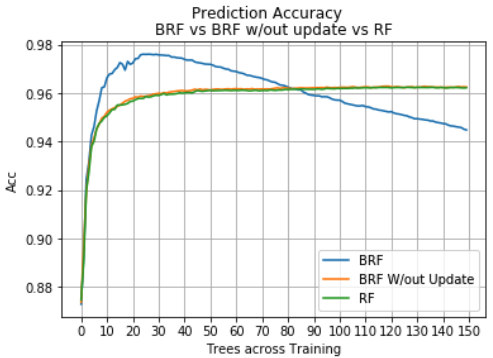 Prediction Accuracy
BRF vs BRF w/out update vs RF
0.98
0.96
0.94
0.92
0.90
0.88
Acc
BRF
BRF W/out Update
RF
0 10 20 30 40 50 60 70 80 90 100 110 120 130 140 150
Trees across Training